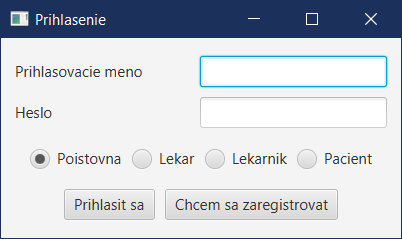 Prihlasenie
Prihlasovacie meno
Heslo
Poistovna Lekar Lekarnik Pacient
Prihlasit sa Chcem sa zaregistrovat